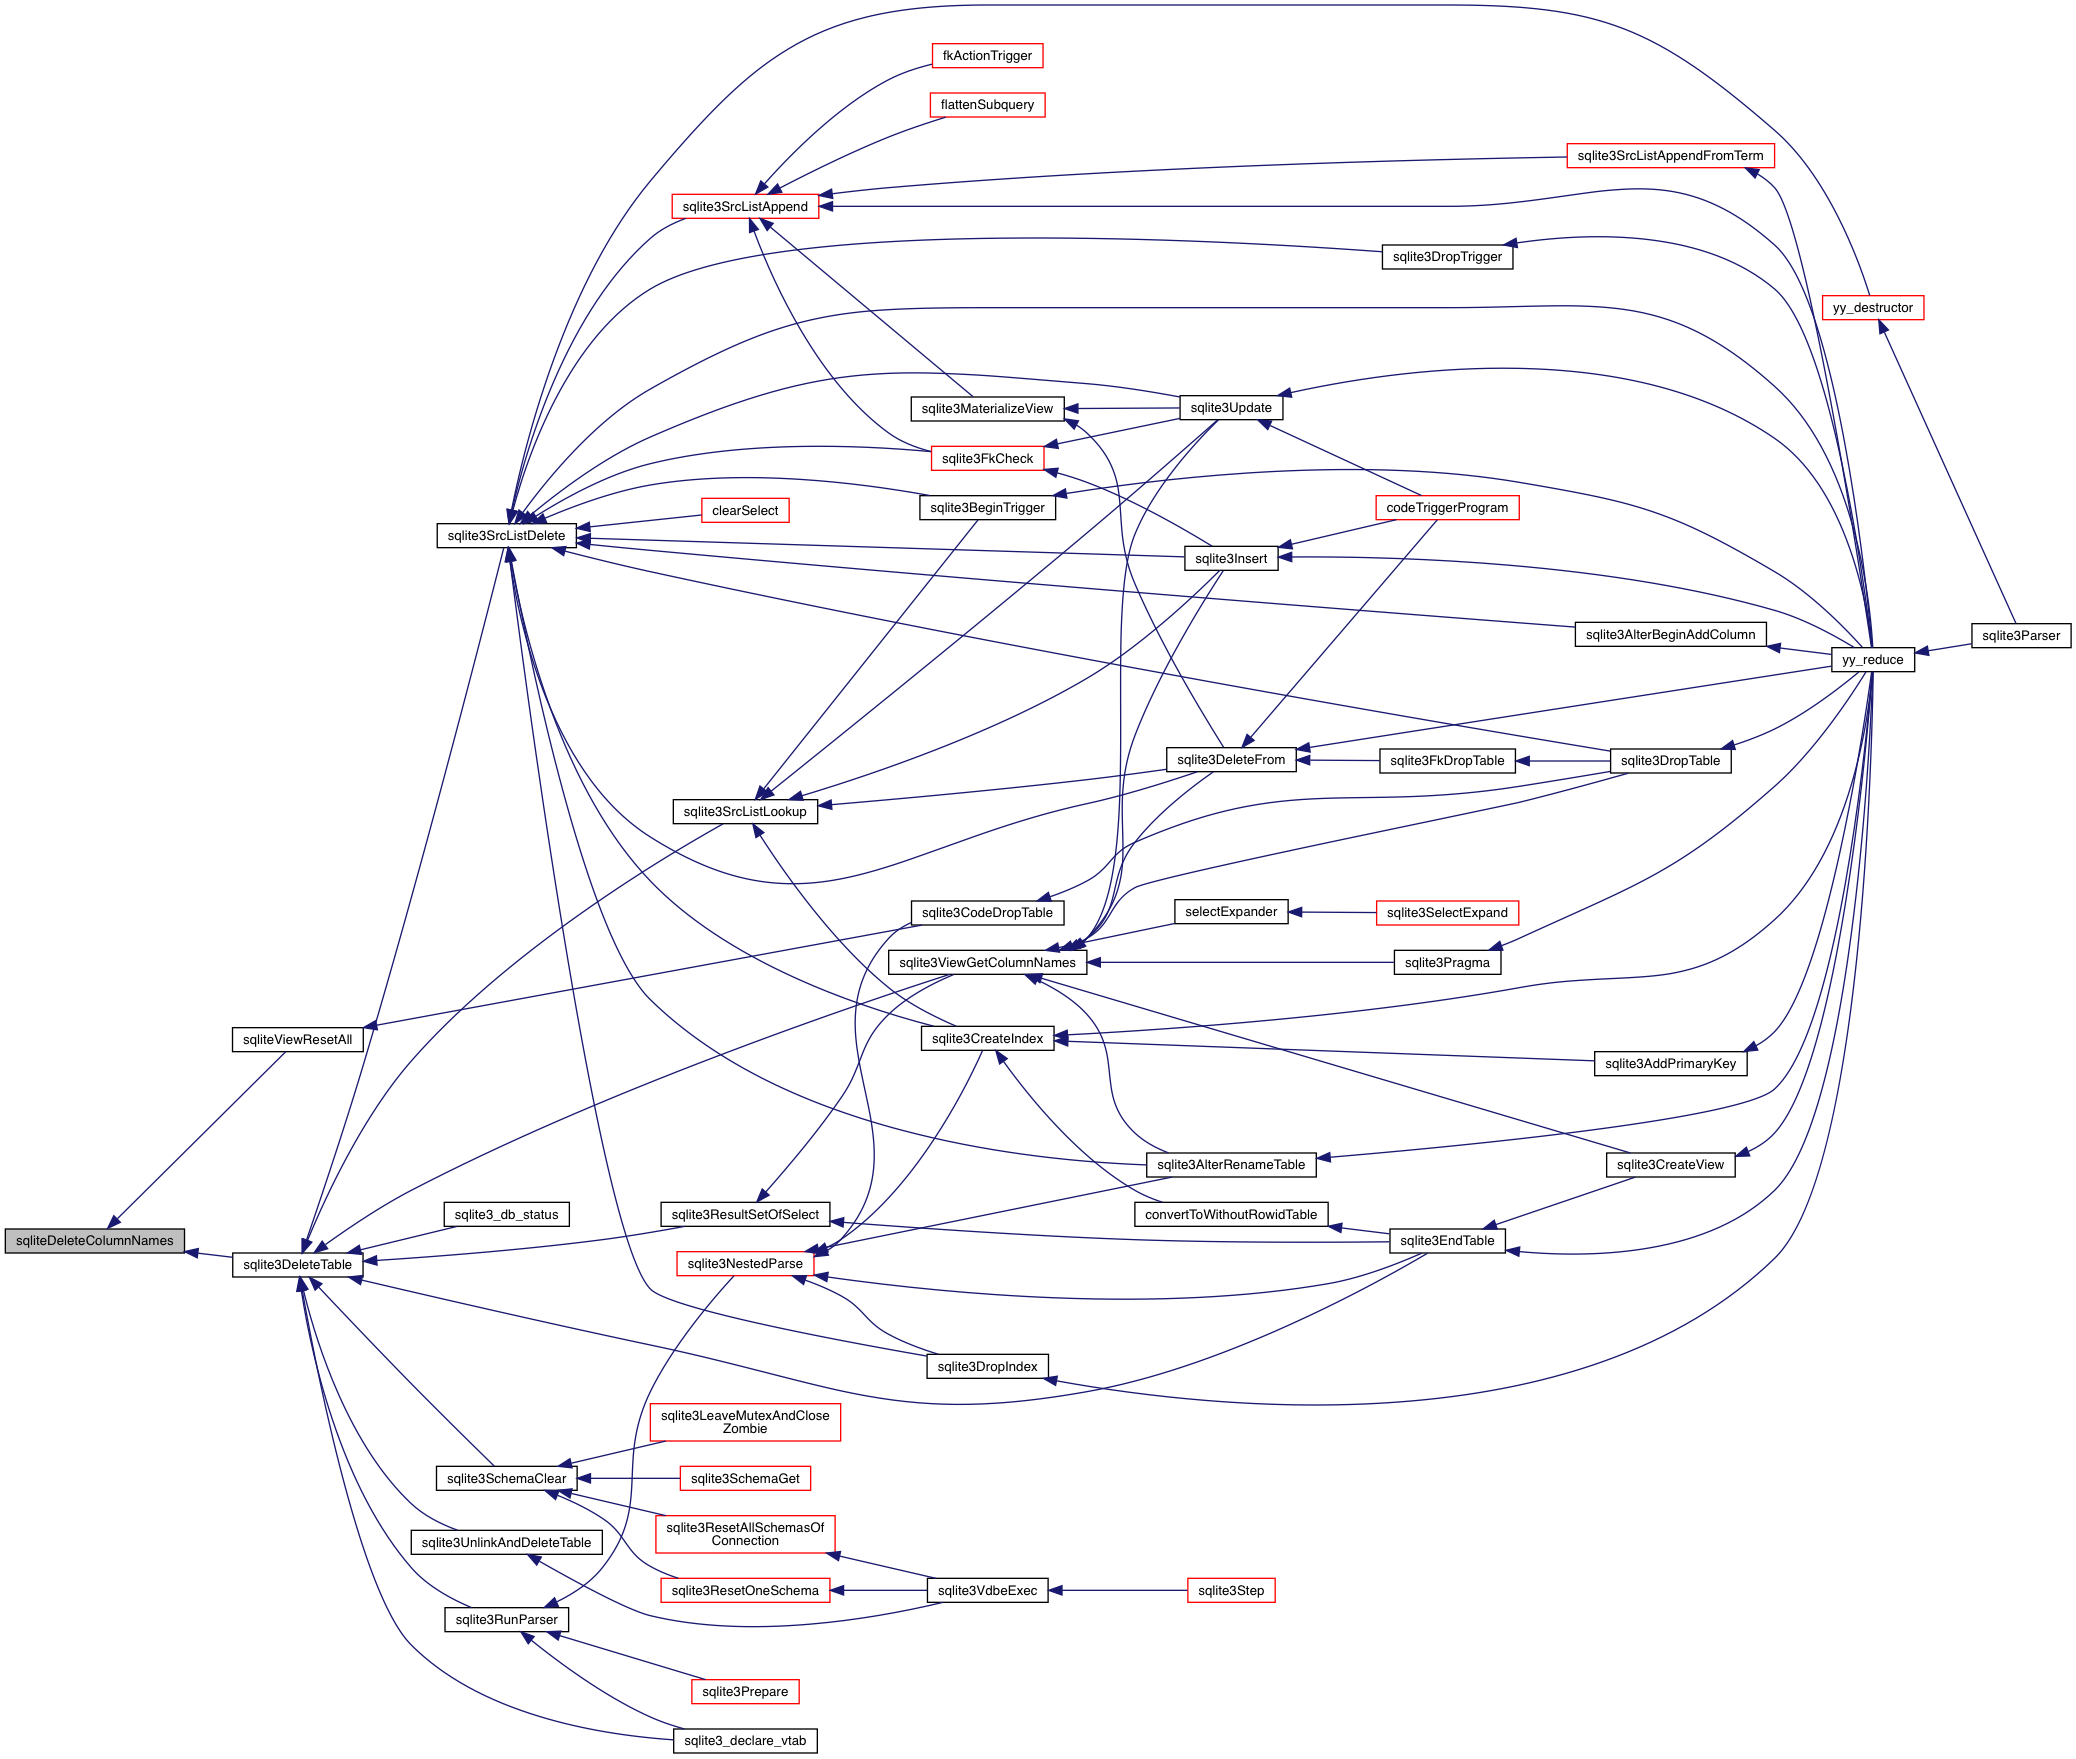 fkActionTrigger
flattenSubquery
sqlite3SrcListAppendFromTerm
sqlite3SrcListAppend
sqlite3DropTrigger
yy_destructor
sqlite3MaterializeView
sqlite3Update
sqlite3FkCheck
clearSelect
sqlite3BeginTrigger
codeTriggerProgram
sqlite3SrcListDelete
sqlite3Insert
sqlite3AlterBeginAddColumn
sqlite3Parser
yy_reduce
sqlite3DeleteFrom
sqlite3FkDropTable
sqlite3DropTable
sqlite3SrcListLookup
sqlite3CodeDropTable
selectExpander
sqlite3SelectExpand
sqlite3ViewGetColumnNames
sqlite3Pragma
sqliteViewResetAll
sqlite3CreateIndex
sqlite3AddPrimaryKey
sqlite3AlterRenameTable
sqlite3CreateView
sqlite3_db_status
sqlite3ResultSetOfSelect
convertToWithoutRowidTable
sqliteDeleteColumnNames
sqlite3EndTable
sqlite3DeleteTable
sqlite3NestedParse
sqlite3DropIndex
sqlite3LeaveMutexAndClose
Zombie
sqlite3SchemaClear
sqlite3SchemaGet
sqlite3ResetAllSchemasOf
Connection
sqlite3UnlinkAndDeleteTable
sqlite3ResetOneSchema
sqlite3VdbeExec
sqlite3Step
sqlite3RunParser
sqlite3Prepare
sqlite3_declare_vtab